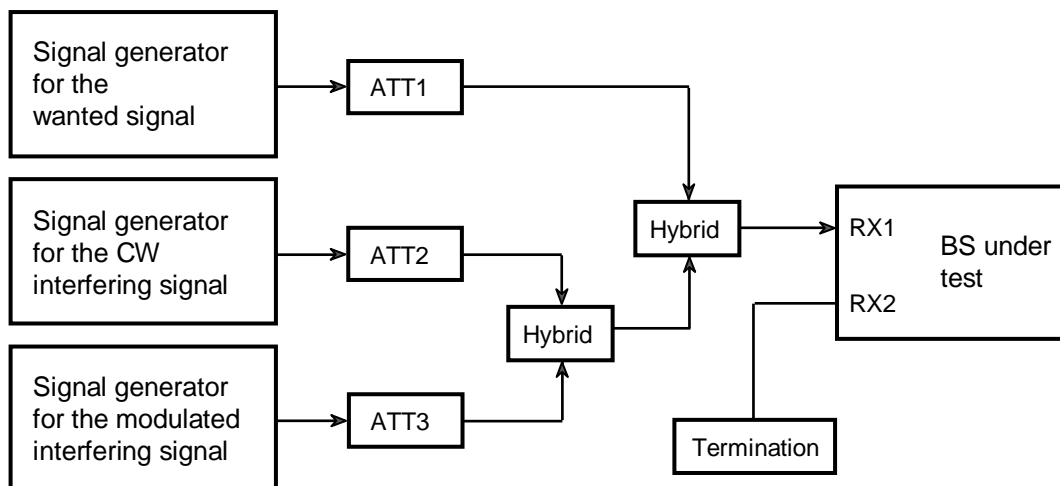 Signal generator
for the
wanted signal
ATT1
Signal generator
for the CW
interfering signal
ATT2
Signal generator
for the modulated
interfering signal
ATT3
Hybrid
Hybrid
RX1
RX2
BS under
test
Termination